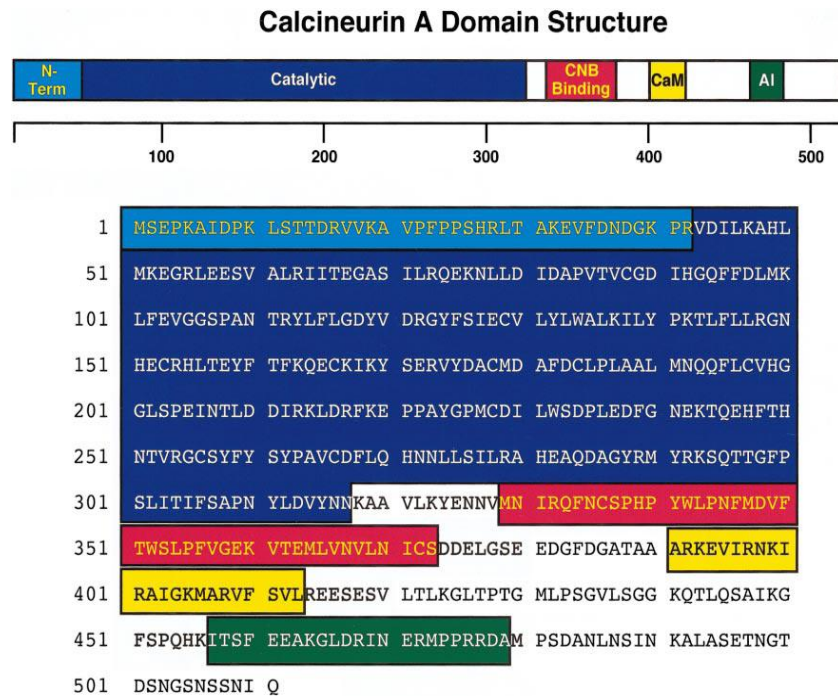 Calcineurin A Domain Structure
N-Term Catalytic CNB Binding CaM AI
100 200 300 400 500
1 MSEPKAIDPK LSTTDRVVKA VPFPPSHRLT AKEVFDNDGK PRVDILKAHL
51 MKEGRLEESV ALRIITEGAS ILRQEKNLLD IDAPVTVCGD IHGQFFDLMK
101 LFEVGGSPAN TRYLFLGDYV DRGYFSIECV LYLWALKILY PKTLFLLRGN
151 HECRHLTEYF TFKQECKIKY SERVYDACMD AFDCLPLAAL MNQQFLCVHG
201 GLSPEINTLD DIRKLDRFKE PPAYGPMCDI LWSDPLEDFG NEKTQEHFTH
251 NTVRGCSYFY SYPAVCDFLQ HNNLLSILRA HEAQDAGYRM YRKSQTTGFP
301 SLITIFSAPN YLDVYNNKAA VLKYENNVMN IRQFNCSPHP YWLPNFMDVF
351 TWSLPFVGEK VTEMLVNVLN ICSDDELGSE EDGFDGATAA ARKEVIRNKI
401 RAIGKMARVF SVLREESESV LTLKGLTPTG MLPSGVLSGG KQTLQSAIKG
451 FSPQHKITSF EEAKGLDRIN ERMPPRRDAM PSDANLNSIN KALASETNGT
501 DSNGSNSSNI Q